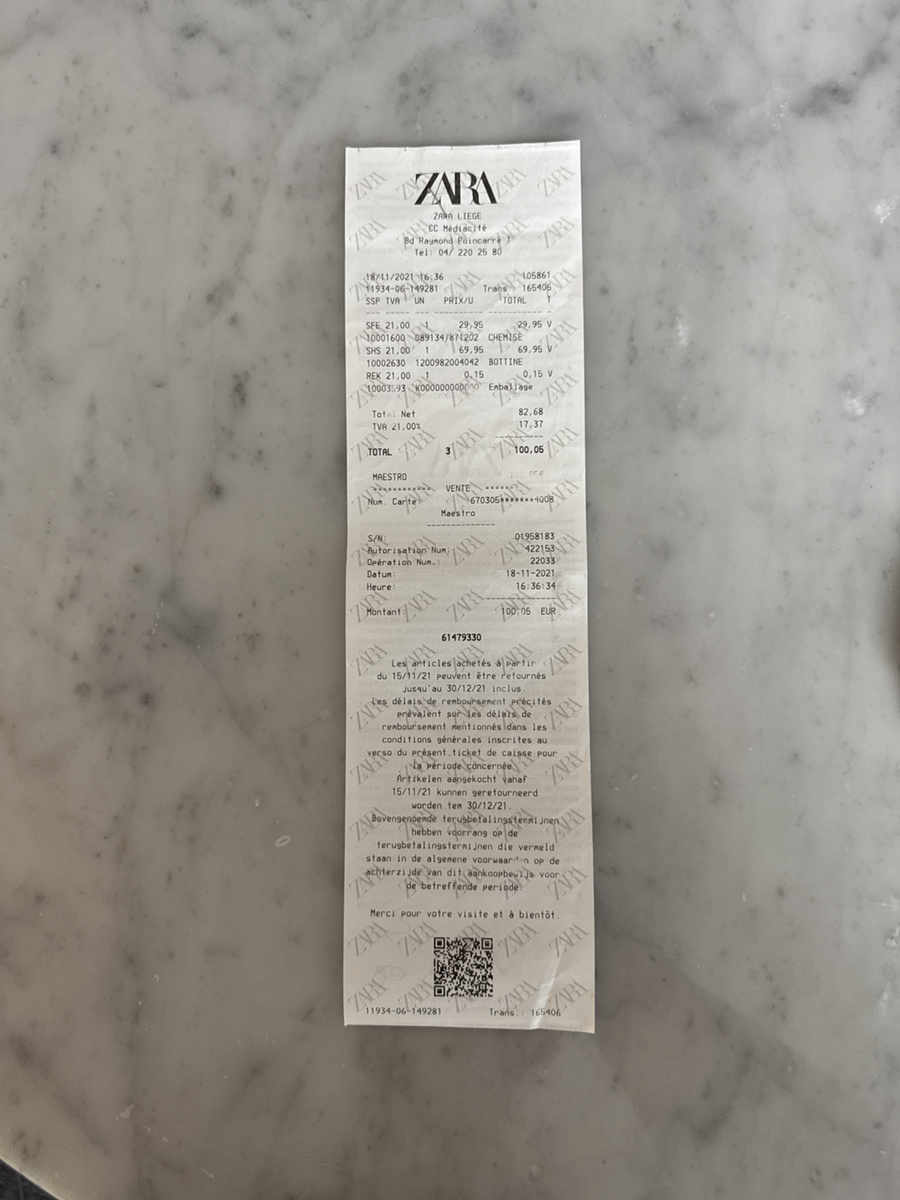 ZARA
ZARA LIEGE
CC Médiacité
Bd Raymond Poincarré 1
Tel: 04/ 220 25 80
18/11/2021 16:36 105861
11934-06-149281 Trans.: 165406
SSP TVA UN PRIX/U TOTAL T
SFE 21,00 1 29,95 29,95 V
10001600 089134/871202 CHEMISE
SHS 21,00 1 69,95 69,95 V
10002630 1200982004042 BOTTINE
REK 21,00 1 0,15 0,15 V
10003593 K000000000000 Emballage
Total Net 82,68
TVA 21,00% 17,37
TOTAL 3 100,05
MAESTRO
------------ VENTE ------
Num. Carte: 670305*******4008
Maestro
S/N: 01958183
Autorisation Num: 422153
Opération Num.: 22033
Datum: 18-11-2021
Heure: 16:36:34
Montant: 100,05 EUR
61479330
Les articles achetés à partir
du 15/11/21 peuvent être retournés
jusqu'au 30/12/21 inclus.
Les délais de remboursement précités
prévalent sur les délais de
remboursement mentionnés dans les
conditions générales inscrites au
verso du présent ticket de caisse pour
la période concernée.
Artikelen aangekocht vanaf
15/11/21 kunnen geretourneerd
worden tem 30/12/21.
Bovengenoemde terugbetalingstermijnen
hebben voorrang op de
terugbetalingstermijnen die vermeld
staan in de algemene voorwaarden op de
achterzijde van dit aankoopbewijs voor
de betreffende periode.
Merci pour votre visite et à bientôt.
11934-06-149281 Trans.: 165406